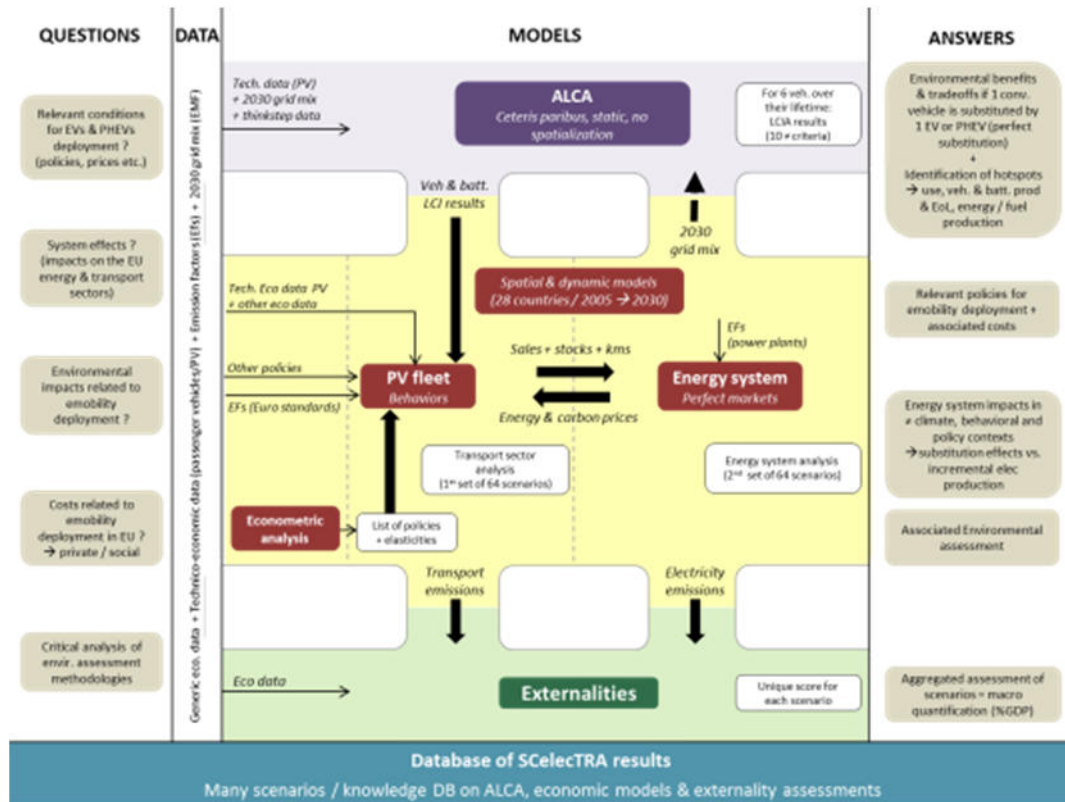 QUESTIONS
DATA
MODELS
ANSWERS
Relevant conditions
for EVs & PHEVs
deployment ?
(policies, prices etc.)
System effects ?
(impacts on the EU
energy & transport
sectors)
Environmental
impacts related to
emobility
deployment ?
Costs related to
emobility
deployment in EU ?
→ private / social
Critical analysis of
envir. assessment
methodologies
Generic eco. data + Technico-economic data (passenger vehicles/PV) + Emission factors (Efs) + 2030 grid mix (EMF)
Tech. data (PV)
+ 2030 grid mix
+ thinkstep data
ALCA
Ceteris paribus, static, no
spatialization
For 6 veh. over
their lifetime:
LCIA results
(10 ≠ criteria)
Veh & batt.
LCI results
2030
grid mix
Spatial & dynamic models
(28 countries / 2005 → 2030)
Tech. Eco data PV
+ other eco data
Other policies
EFs (Euro standards)
PV fleet
Behaviors
Sales + stocks + kms
Energy & carbon prices
EFs
(power plants)
Energy system
Perfect markets
Transport sector
analysis
(1st set of 64 scenarios)
Energy system analysis
(2nd set of 64 scenarios)
Econometric
analysis
List of policies
+ elasticities
Transport
emissions
Electricity
emissions
Eco data
Externalities
Unique score for
each scenario
Environmental benefits
& tradeoffs if 1 conv.
vehicle is substituted by
1 EV or PHEV (perfect
substitution)
+
Identification of hotspots
→ use, veh. & batt. prod
& EoL, energy / fuel
production
Relevant policies for
emobility deployment +
associated costs
Energy system impacts in
≠ climate, behavioral and
policy contexts
→substitution effects vs.
incremental elec
production
Associated Environmental
assessment
Aggregated assessment of
scenarios = macro
quantification (%GDP)
Database of SCelecTRA results
Many scenarios / knowledge DB on ALCA, economic models & externality assessments